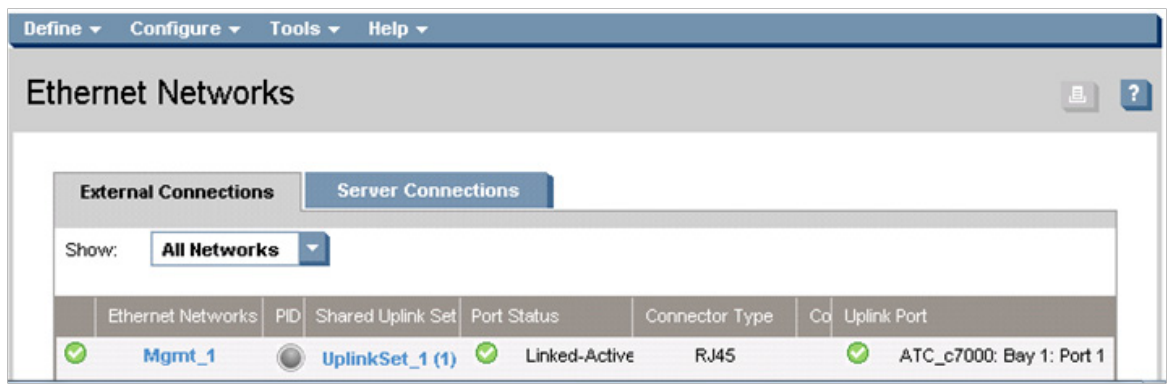 Define Configure Tools Help
Ethernet Networks
?
External Connections Server Connections
Show: All Networks
Ethernet Networks PID Shared Uplink Set Port Status Connector Type Co Uplink Port
Mgmt_1 UplinkSet_1 (1) Linked-Active RJ45 ATC_c7000: Bay 1: Port 1